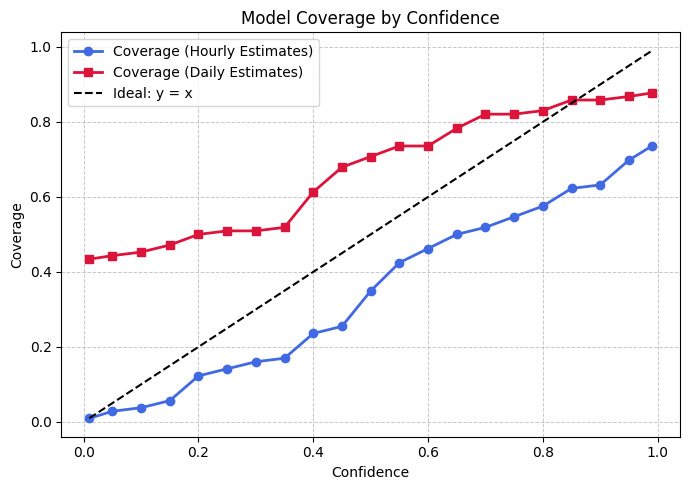 Model Coverage by Confidence
Coverage (Hourly Estimates)
Coverage (Daily Estimates)
Ideal: y = x
Coverage
1.0
0.8
0.6
0.4
0.2
0.0
0.0 0.2 0.4 0.6 0.8 1.0
Confidence